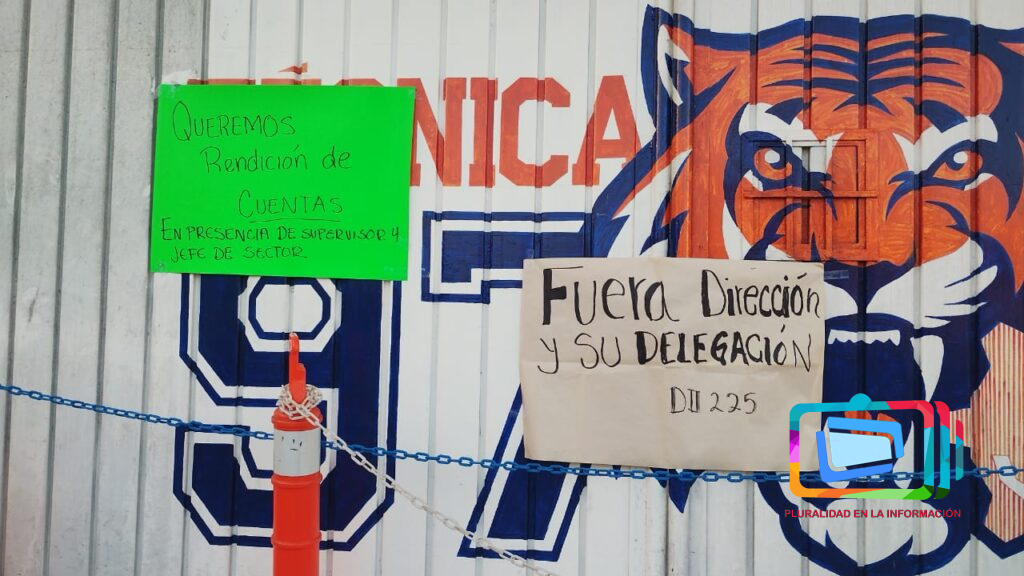 TÉCNICA
97
QUEREMOS
Rendición de
CUENTAS
EN PRESENCIA DE SUPERVISOR Y
JEFE DE SECTOR
Fuera Dirección
y SU DELEGACIÓN
DII 225
PLURALIDAD EN LA INFORMACIÓN